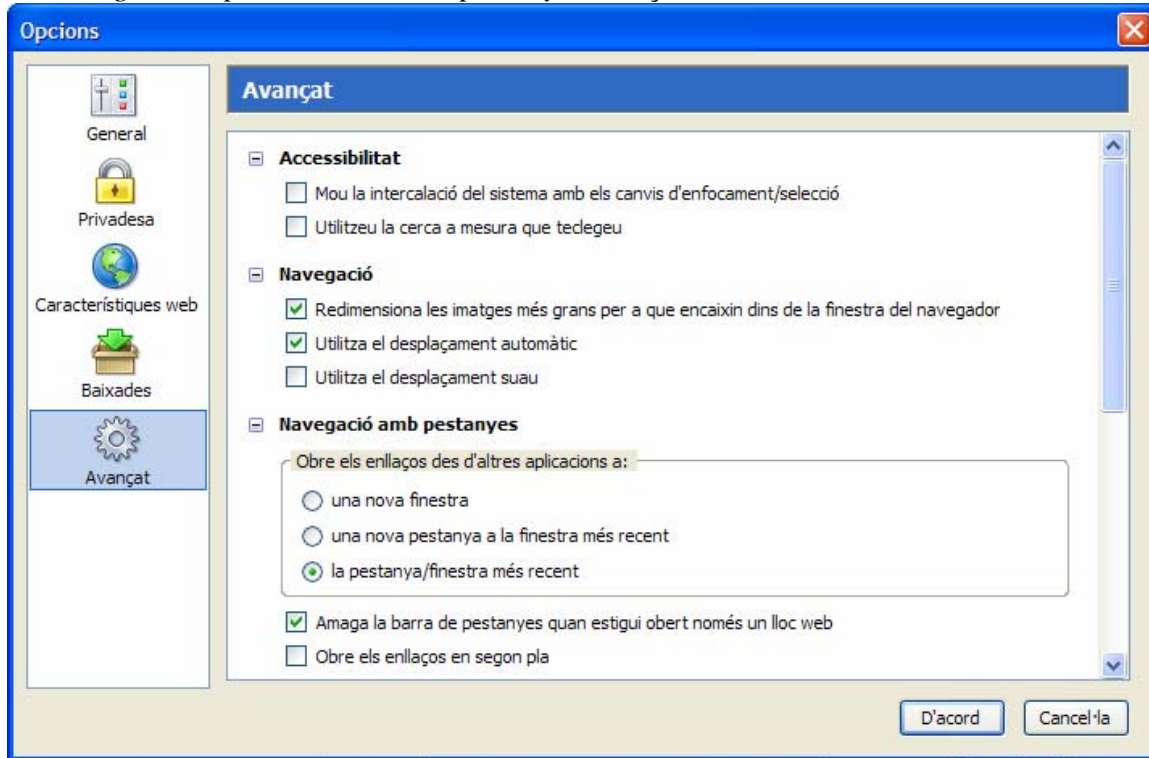 Opcions
General
Privadesa
Característiques web
Baixades
Avançat
Avançat
Accessibilitat
Mou la intercalació del sistema amb els canvis d'enfocament/selecció
Utilitzeu la cerca a mesura que teclegeu
Navegació
Redimensiona les imatges més grans per a que encaixin dins de la finestra del navegador
Utilitza el desplaçament automàtic
Utilitza el desplaçament suau
Navegació amb pestanyes
Obre els enllaços des d'altres aplicacions a:
una nova finestra
una nova pestanya a la finestra més recent
la pestanya/finestra més recent
Amaga la barra de pestanyes quan estigui obert només un lloc web
Obre els enllaços en segon pla
D'acord
Cancel·la